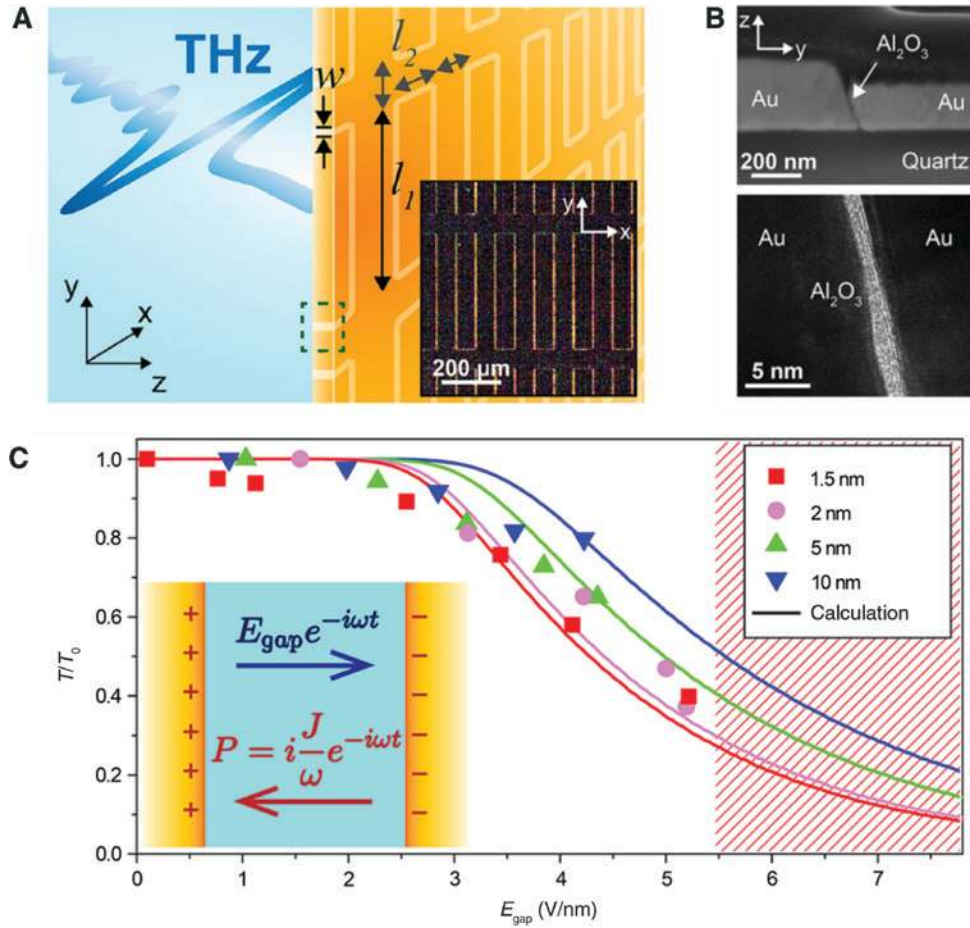 A
THz
w
l₂
l₁
y
x
z
y
x
200 μm
B
z
y
Al₂O₃
Au
Au
Quartz
200 nm
Au
Au
Al₂O₃
5 nm
C
T/T₀
1.0
0.8
0.6
0.4
0.2
0.0
1.5 nm
2 nm
5 nm
10 nm
Calculation
E_gap e^{-iωt}
P = i J/ω e^{-iωt}
+ −
+ −
+ −
+ −
+ −
+ −
0 1 2 3 4 5 6 7
E_gap (V/nm)